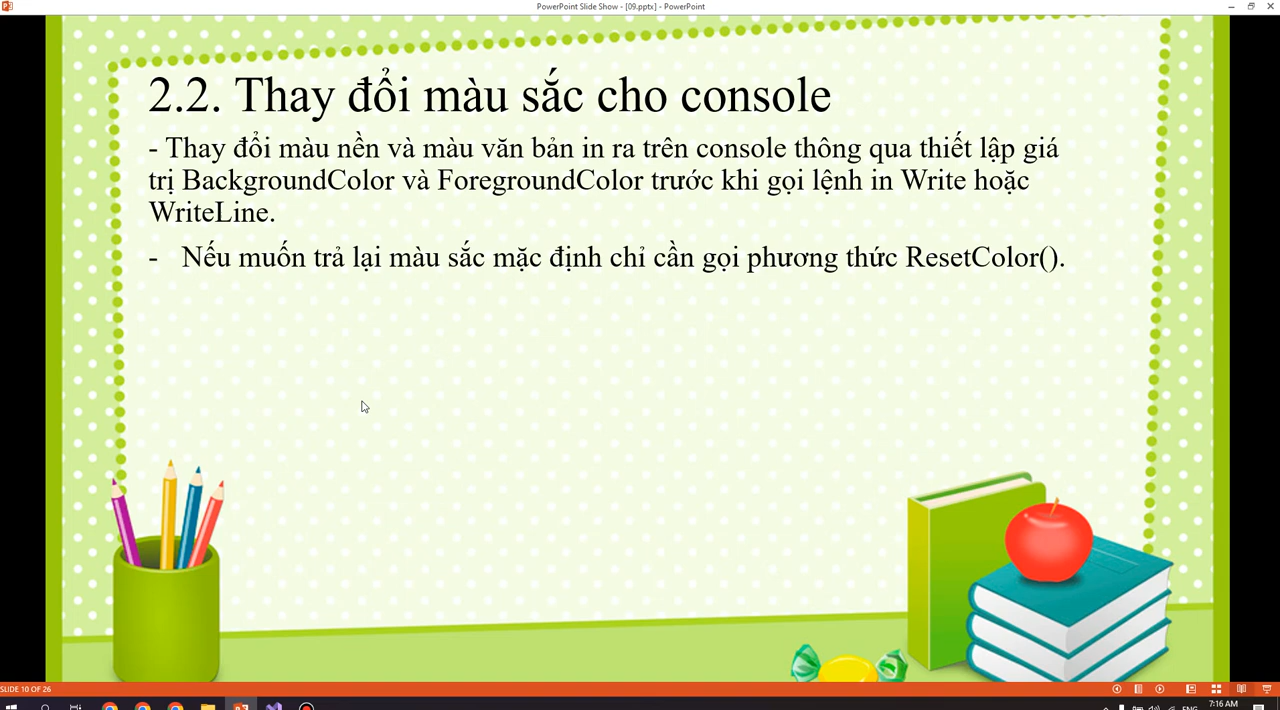 PowerPoint Slide Show - [09.pptx] - PowerPoint
2.2. Thay đổi màu sắc cho console
- Thay đổi màu nền và màu văn bản in ra trên console thông qua thiết lập giá
trị BackgroundColor và ForegroundColor trước khi gọi lệnh in Write hoặc
WriteLine.
- Nếu muốn trả lại màu sắc mặc định chỉ cần gọi phương thức ResetColor().
SLIDE 10 OF 26
ENG
7:16 AM